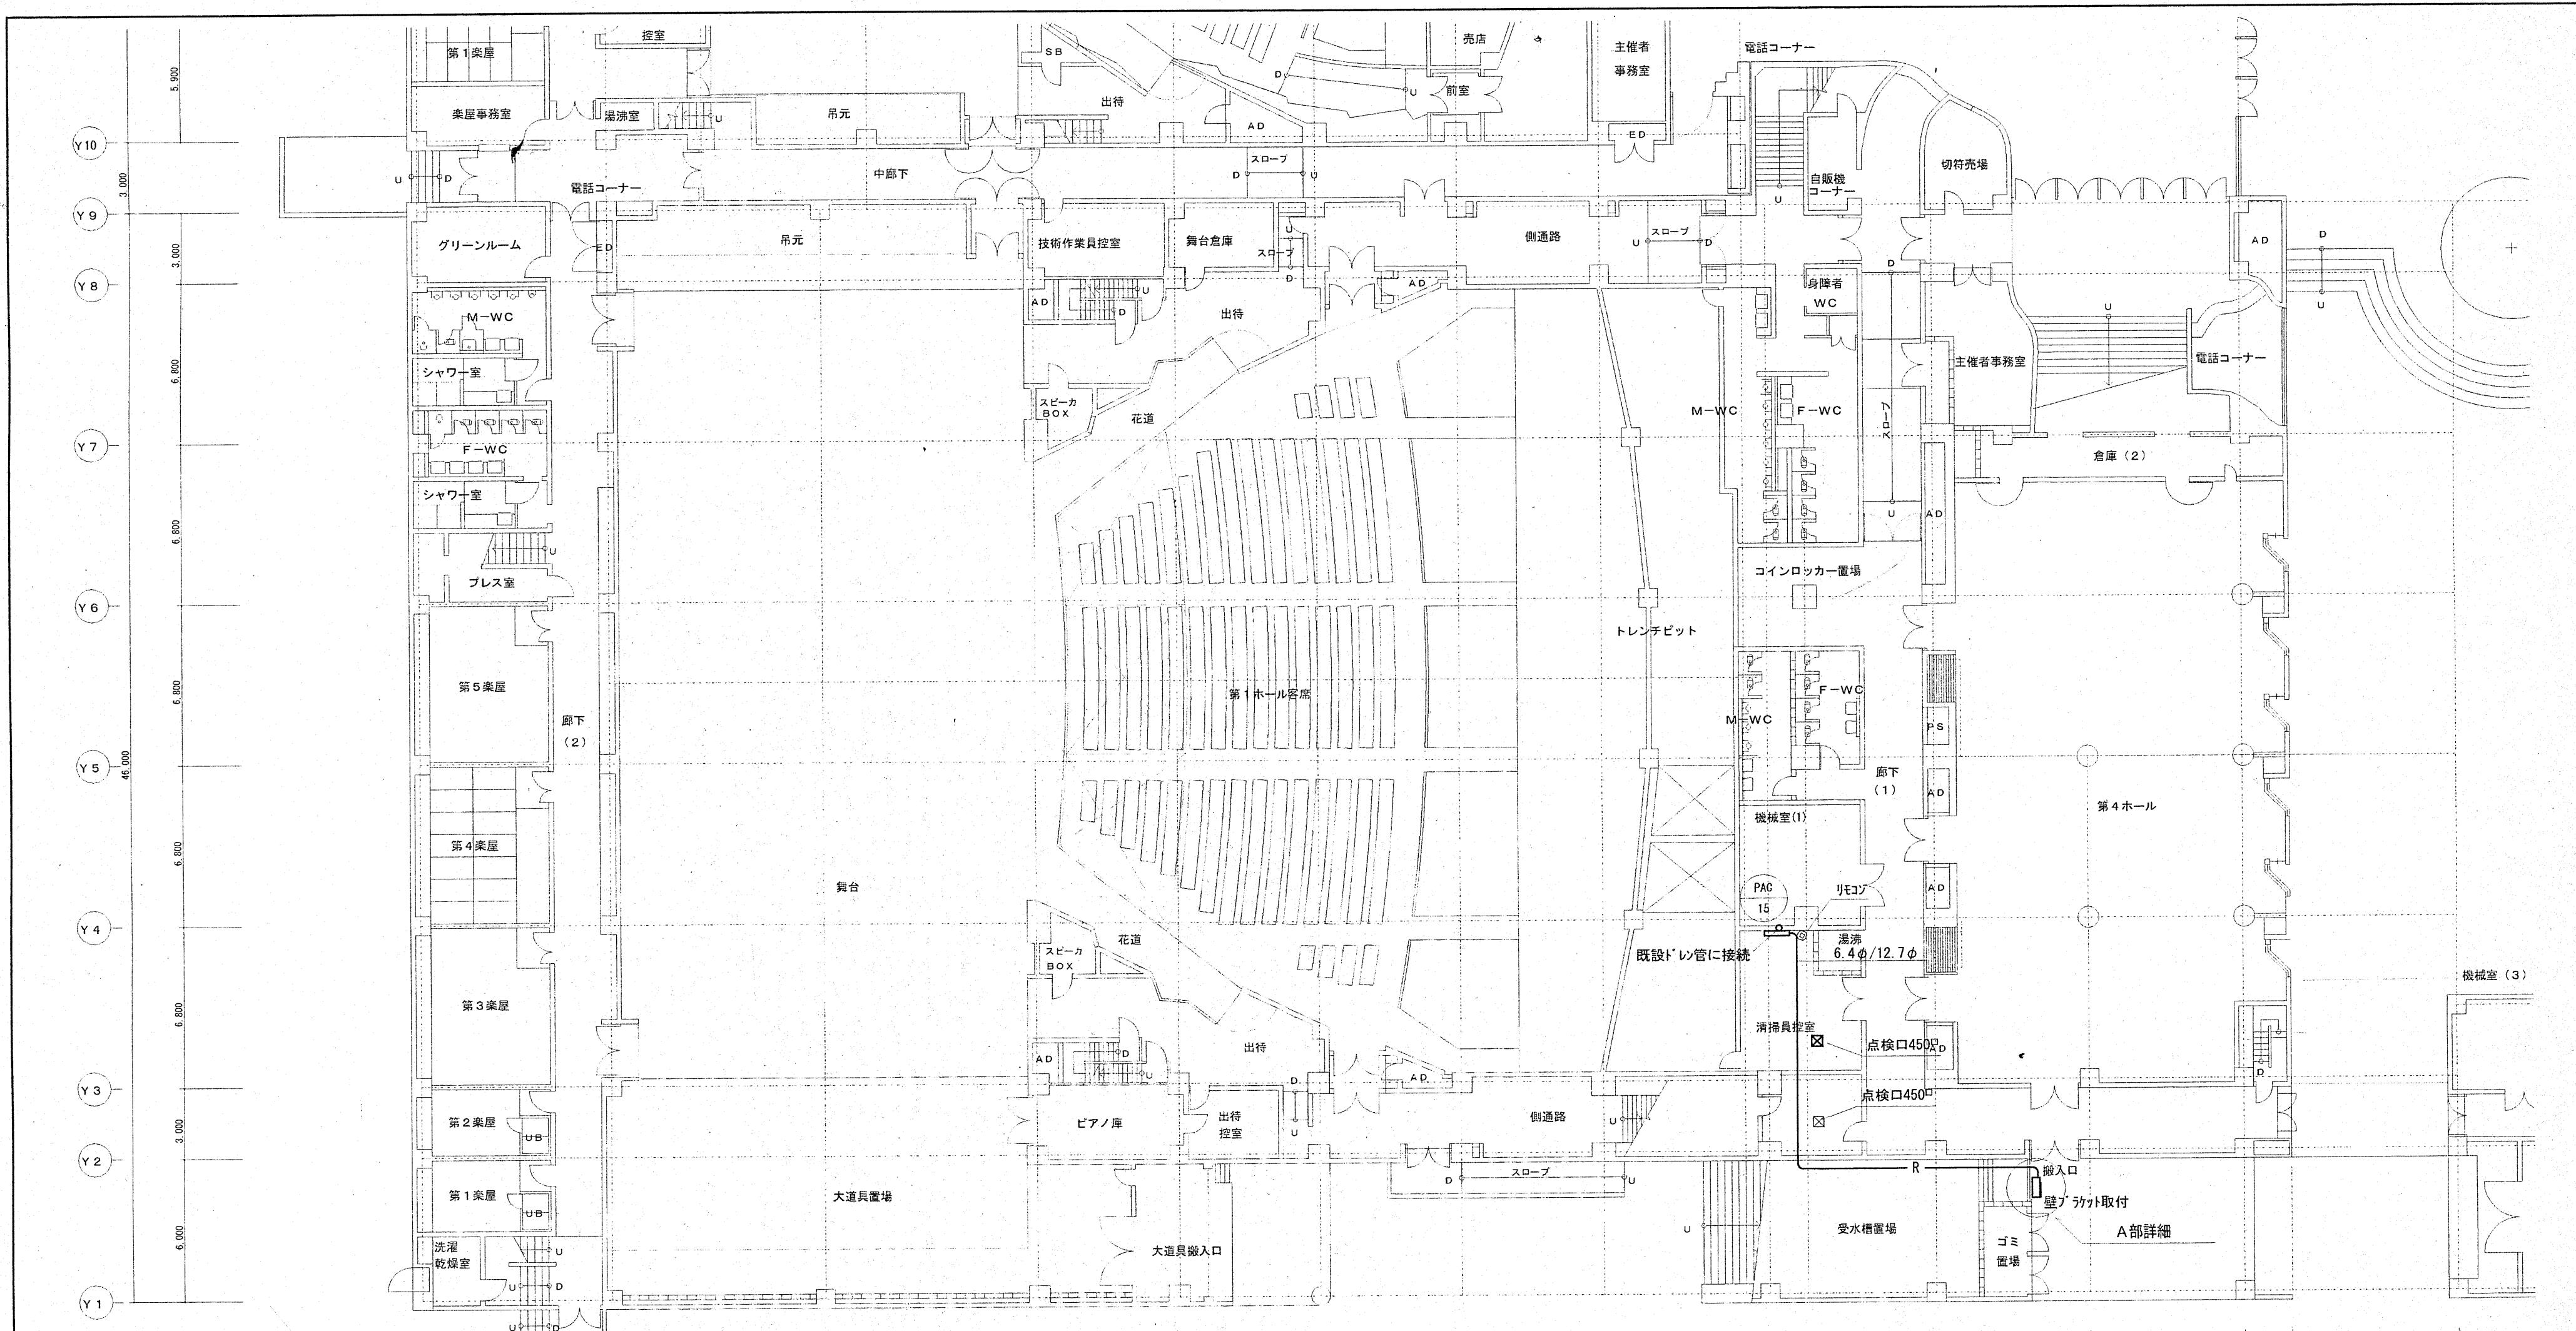 第1楽屋
控室
SB
売店
主催者
事務室
電話コーナー
5.900
楽屋事務室
湯沸室
U
吊元
出待
D
U
前室
AD
ED
Y10
U
D
中廊下
スロープ
D
U
切符売場
3.000
電話コーナー
自販機
コーナー
U
Y9
グリーンルーム
ED
吊元
技術作業員控室
舞台倉庫
U
スロープ
D
側通路
U
スロープ
D
AD
D
U
3.000
Y8
M-WC
AD
U
D
出待
AD
身障者
WC
D
U
6.800
シャワー室
主催者事務室
電話コーナー
スピーカ
BOX
花道
M-WC
F-WC
スロープ
Y7
F-WC
倉庫(2)
シャワー室
U
AD
6.800
U
プレス室
コインロッカー置場
Y6
トレンチピット
第5楽屋
第1ホール客席
F-WC
M-WC
6.800
廊下
(2)
PS
Y5
46.000
廊下
(1)
AD
第4ホール
機械室(1)
第4楽屋
6.800
舞台
PAC
15
リモコン
AD
Y4
スピーカ
BOX
花道
既設ドレン管に接続
湯沸
6.4φ/12.7φ
機械室(3)
第3楽屋
6.800
清掃員控室
点検口450□
AD
AD
D
U
出待
AD
D
Y3
点検口450□
第2楽屋
UB
ピアノ庫
出待
控室
D
U
側通路
U
3.000
Y2
第1楽屋
UB
大道具置場
スロープ
D
U
R
搬入口
壁ブラケット取付
6.000
U
受水槽置場
ゴミ
置場
A部詳細
洗濯
乾燥室
U
U
D
大道具搬入口
Y1
U
D